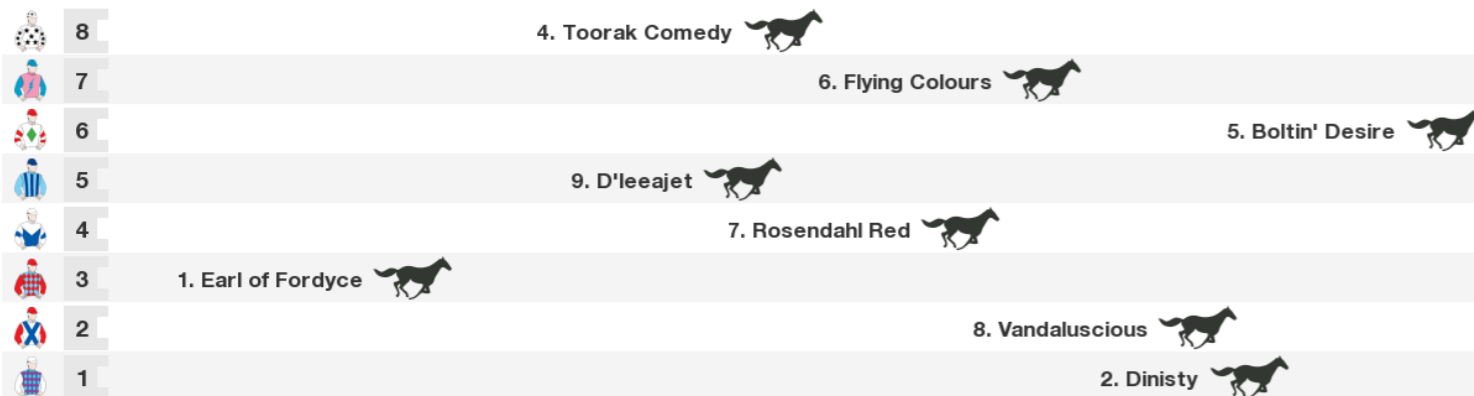 8 4. Toorak Comedy
7 6. Flying Colours
6 5. Boltin' Desire
5 9. D'leeajet
4 7. Rosendahl Red
3 1. Earl of Fordyce
2 8. Vandaluscious
1 2. Dinisty